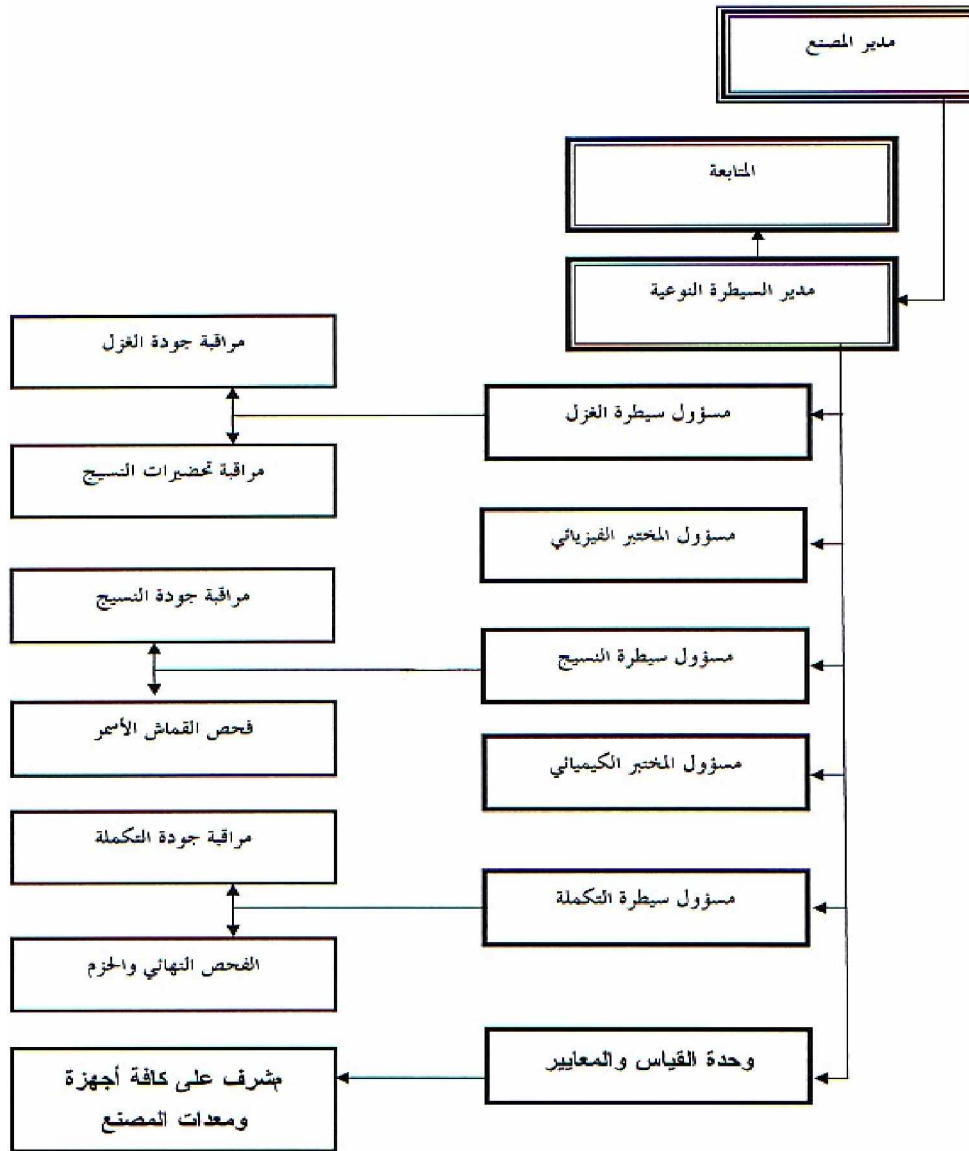 مدير المصنع
المتابعة
مدير السيطرة النوعية
مراقبة جودة الغزل
مسؤول سيطرة الغزل
مراقبة تحضيرات النسيج
مسؤول المختبر الفيزيائي
مراقبة جودة النسيج
مسؤول سيطرة النسيج
فحص القماش الأسمر
مسؤول المختبر الكيميائي
مراقبة جودة التكملة
مسؤول سيطرة التكملة
الفحص النهائي والحزم
وحدة القياس والمعايير
مشرف على كافة أجهزة
ومعدات المصنع